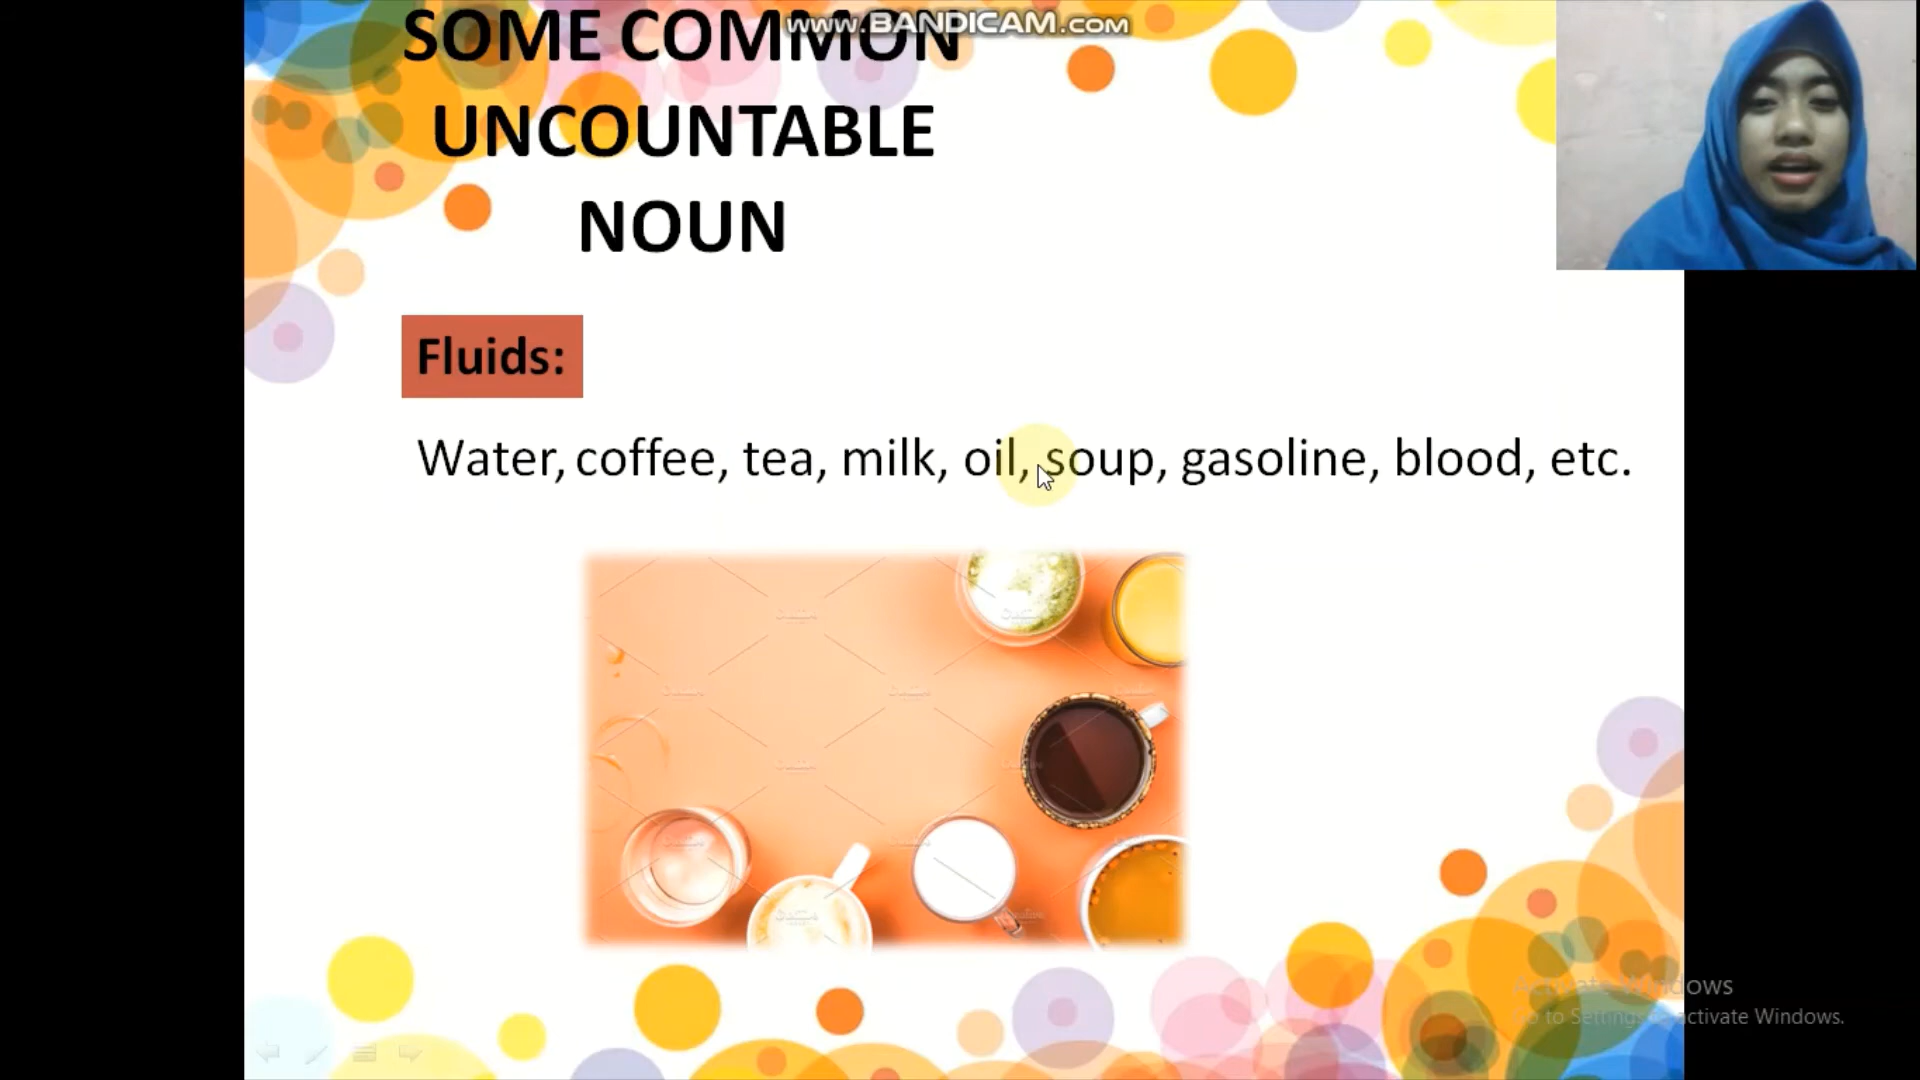 www.BANDICAM.com
SOME COMMON
UNCOUNTABLE
NOUN
Fluids:
Water, coffee, tea, milk, oil, soup, gasoline, blood, etc.
Activate Windows
Go to Settings to activate Windows.